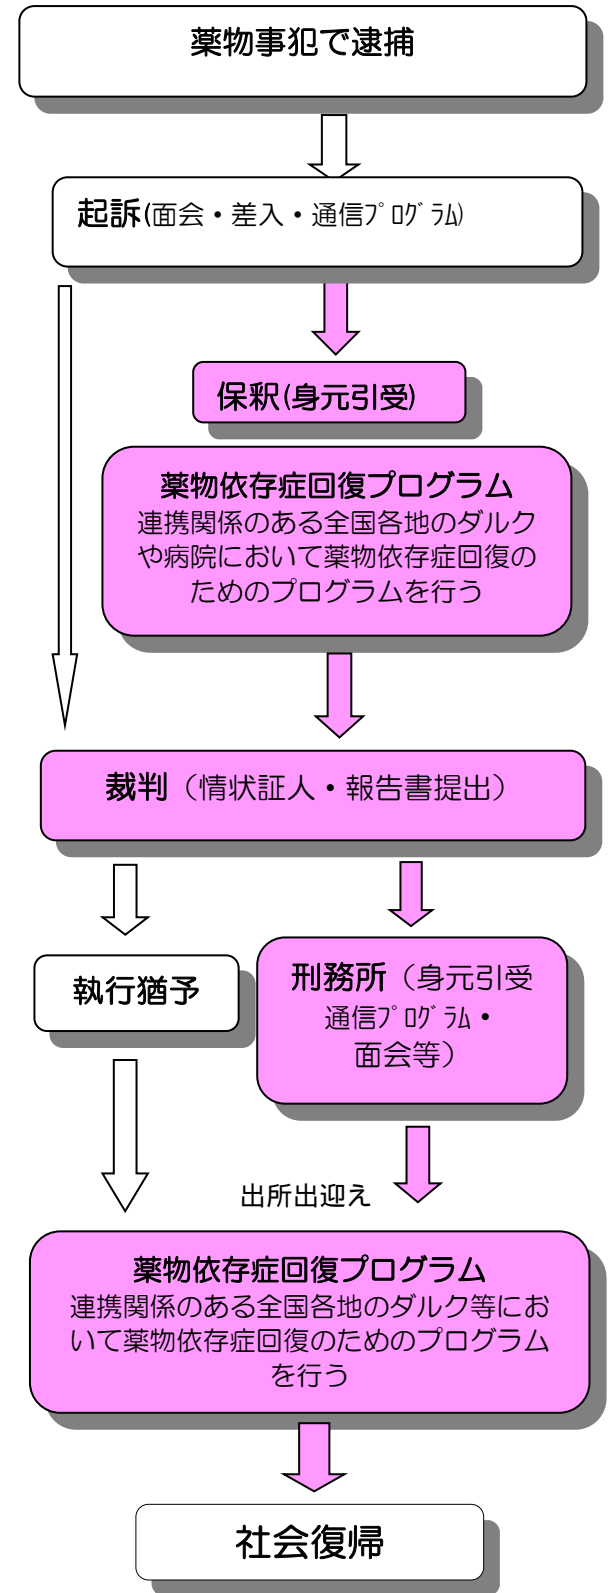 薬物事犯で逮捕
起訴(面会・差入・通信ﾌﾟﾛｸﾞﾗﾑ)
保釈(身元引受)
薬物依存症回復プログラム
連携関係のある全国各地のダルク
や病院において薬物依存症回復の
ためのプログラムを行う
裁判（情状証人・報告書提出）
執行猶予
刑務所（身元引受
通信ﾌﾟﾛｸﾞﾗﾑ・
面会等）
出所出迎え
薬物依存症回復プログラム
連携関係のある全国各地のダルク等にお
いて薬物依存症回復のためのプログラム
を行う
社会復帰